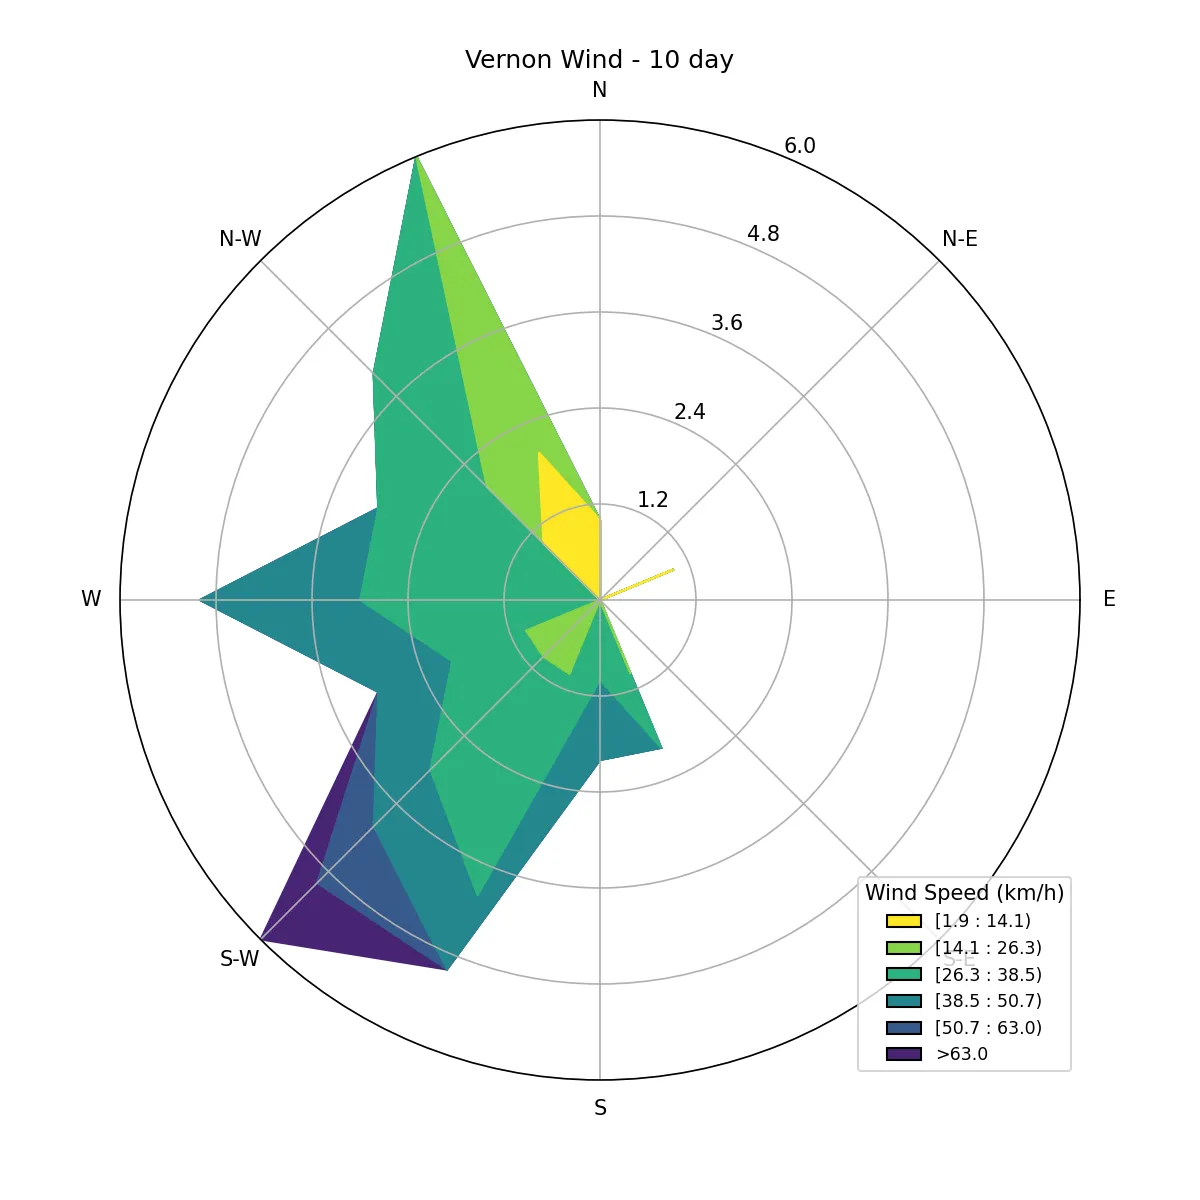 Vernon Wind - 10 day
N
6.0
N-W
4.8
N-E
3.6
2.4
1.2
W
E
S-W
S-E
S
Wind Speed (km/h)
[1.9 : 14.1)
[14.1 : 26.3)
[26.3 : 38.5)
[38.5 : 50.7)
[50.7 : 63.0)
>63.0